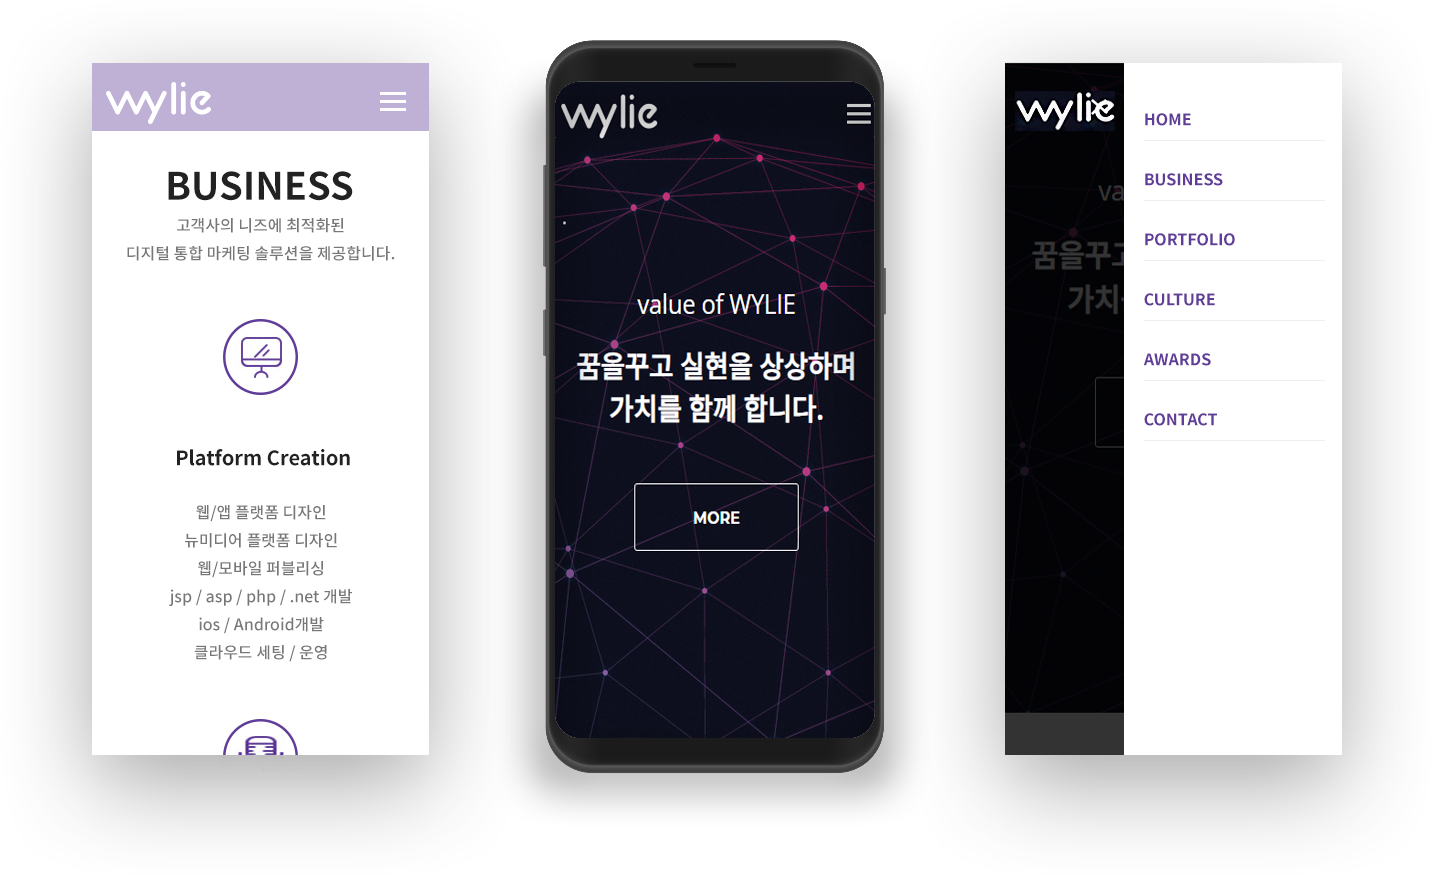 wylie
BUSINESS
고객사의 니즈에 최적화된
디지털 통합 마케팅 솔루션을 제공합니다.
Platform Creation
웹/앱 플랫폼 디자인
뉴미디어 플랫폼 디자인
웹/모바일 퍼블리싱
jsp / asp / php / .net 개발
ios / Android개발
클라우드 세팅 / 운영
wylie
value of WYLIE
꿈을꾸고 실현을 상상하며
가치를 함께 합니다.
MORE
wylie
va
꿈을꾸고
가치
HOME
BUSINESS
PORTFOLIO
CULTURE
AWARDS
CONTACT